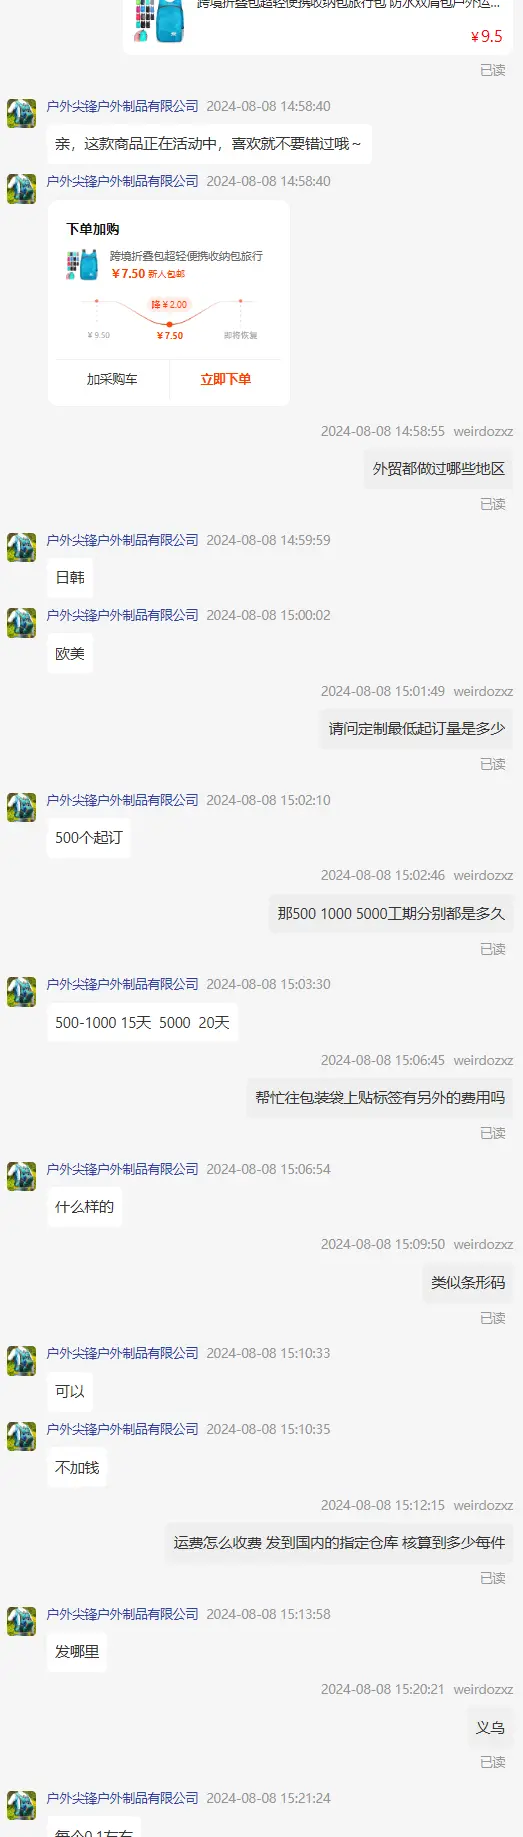 跨境折叠包超轻便携收纳包旅行包 防水双肩包户外运...
¥9.5
已读
户外尖锋户外制品有限公司 2024-08-08 14:58:40
亲，这款商品正在活动中，喜欢就不要错过哦～
户外尖锋户外制品有限公司 2024-08-08 14:58:40
下单加购
跨境折叠包超轻便携收纳包旅行
¥7.50 新人包邮
降¥2.00
¥9.50 ¥7.50 即将恢复
加采购车 立即下单
2024-08-08 14:58:55 weirdozxz
外贸都做过哪些地区
已读
户外尖锋户外制品有限公司 2024-08-08 14:59:59
日韩
户外尖锋户外制品有限公司 2024-08-08 15:00:02
欧美
2024-08-08 15:01:49 weirdozxz
请问定制最低起订量是多少
已读
户外尖锋户外制品有限公司 2024-08-08 15:02:10
500个起订
2024-08-08 15:02:46 weirdozxz
那500 1000 5000工期分别都是多久
已读
户外尖锋户外制品有限公司 2024-08-08 15:03:30
500-1000 15天 5000 20天
2024-08-08 15:06:45 weirdozxz
帮忙往包装袋上贴标签有另外的费用吗
已读
户外尖锋户外制品有限公司 2024-08-08 15:06:54
什么样的
2024-08-08 15:09:50 weirdozxz
类似条形码
已读
户外尖锋户外制品有限公司 2024-08-08 15:10:33
可以
户外尖锋户外制品有限公司 2024-08-08 15:10:35
不加钱
2024-08-08 15:12:15 weirdozxz
运费怎么收费 发到国内的指定仓库 核算到多少每件
已读
户外尖锋户外制品有限公司 2024-08-08 15:13:58
发哪里
2024-08-08 15:20:21 weirdozxz
义乌
已读
户外尖锋户外制品有限公司 2024-08-08 15:21:24
每个0.1左右